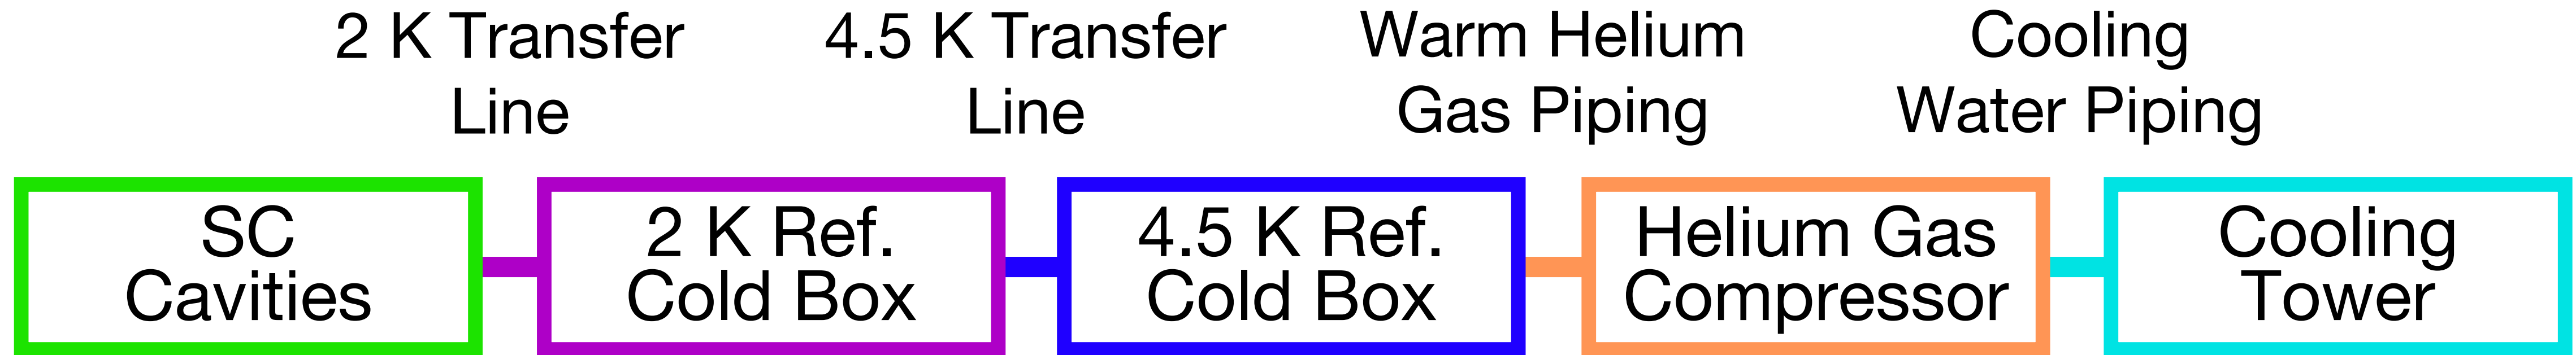 2 K Transfer
Line
4.5 K Transfer
Line
Warm Helium
Gas Piping
Cooling
Water Piping
SC
Cavities
2 K Ref.
Cold Box
4.5 K Ref.
Cold Box
Helium Gas
Compressor
Cooling
Tower